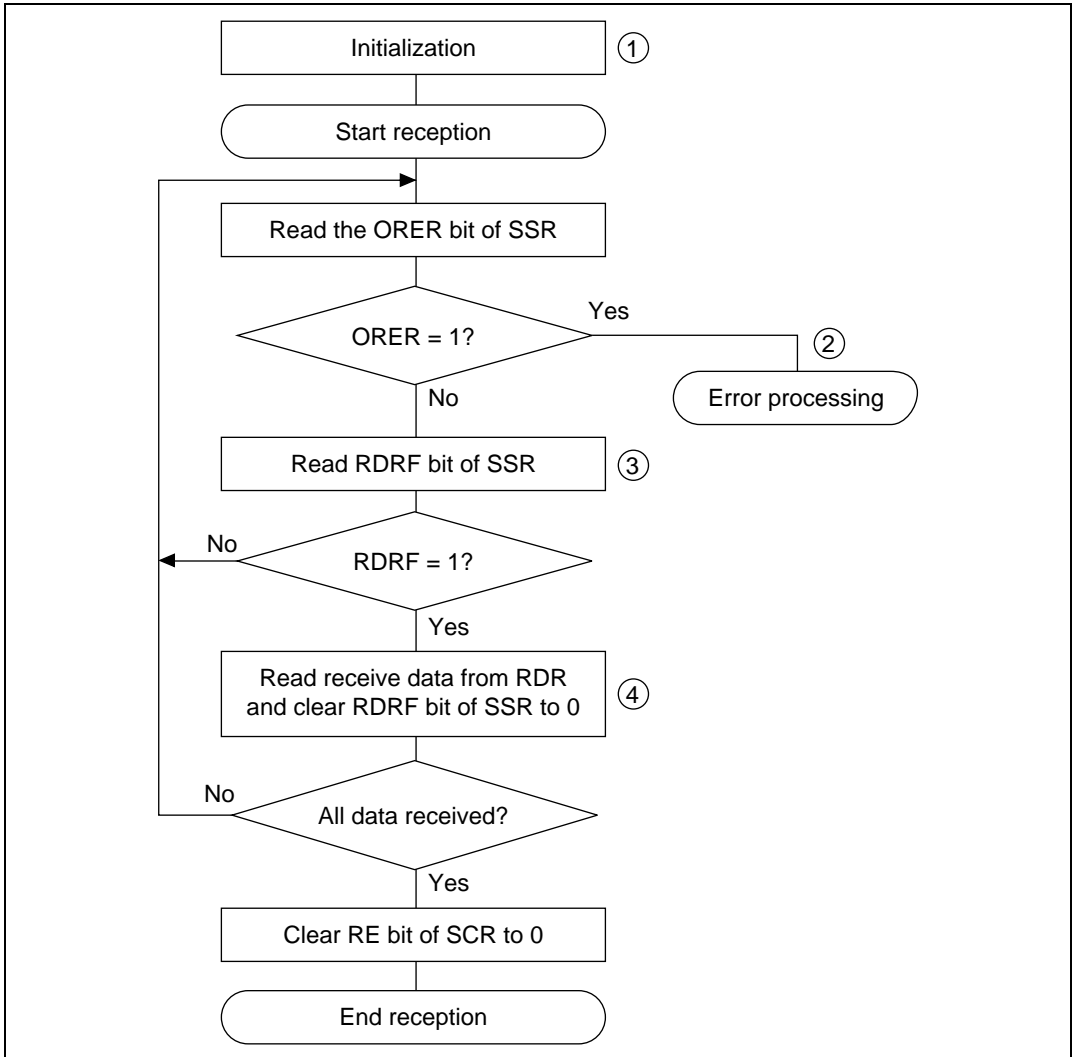 Initialization
①
Start reception
Read the ORER bit of SSR
ORER = 1?
Yes
②
No
Error processing
Read RDRF bit of SSR
③
No
RDRF = 1?
Yes
Read receive data from RDR
and clear RDRF bit of SSR to 0
④
No
All data received?
Yes
Clear RE bit of SCR to 0
End reception